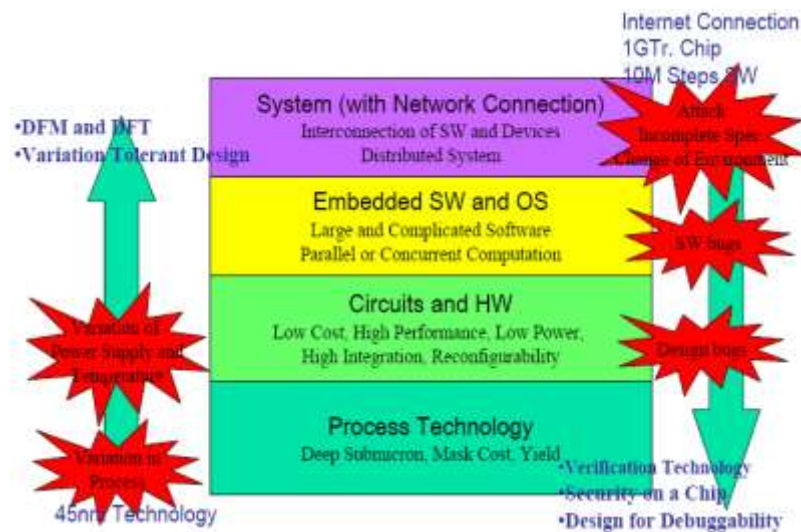 Internet Connection
1GTr. Chip
10M Steps SW
•DFM and DFT
•Variation Tolerant Design
System (with Network Connection)
Interconnection of SW and Devices
Distributed System
Attack
Incomplete Spec
Change of Environment
Embedded SW and OS
Large and Complicated Software
Parallel or Concurrent Computation
SW bugs
Circuits and HW
Low Cost, High Performance, Low Power,
High Integration, Reconfigurability
Variation of
Power Supply and
Temperature
Design bugs
Process Technology
Deep Submicron, Mask Cost, Yield
Variation in
Process
45nm Technology
•Verification Technology
•Security on a Chip
•Design for Debuggability